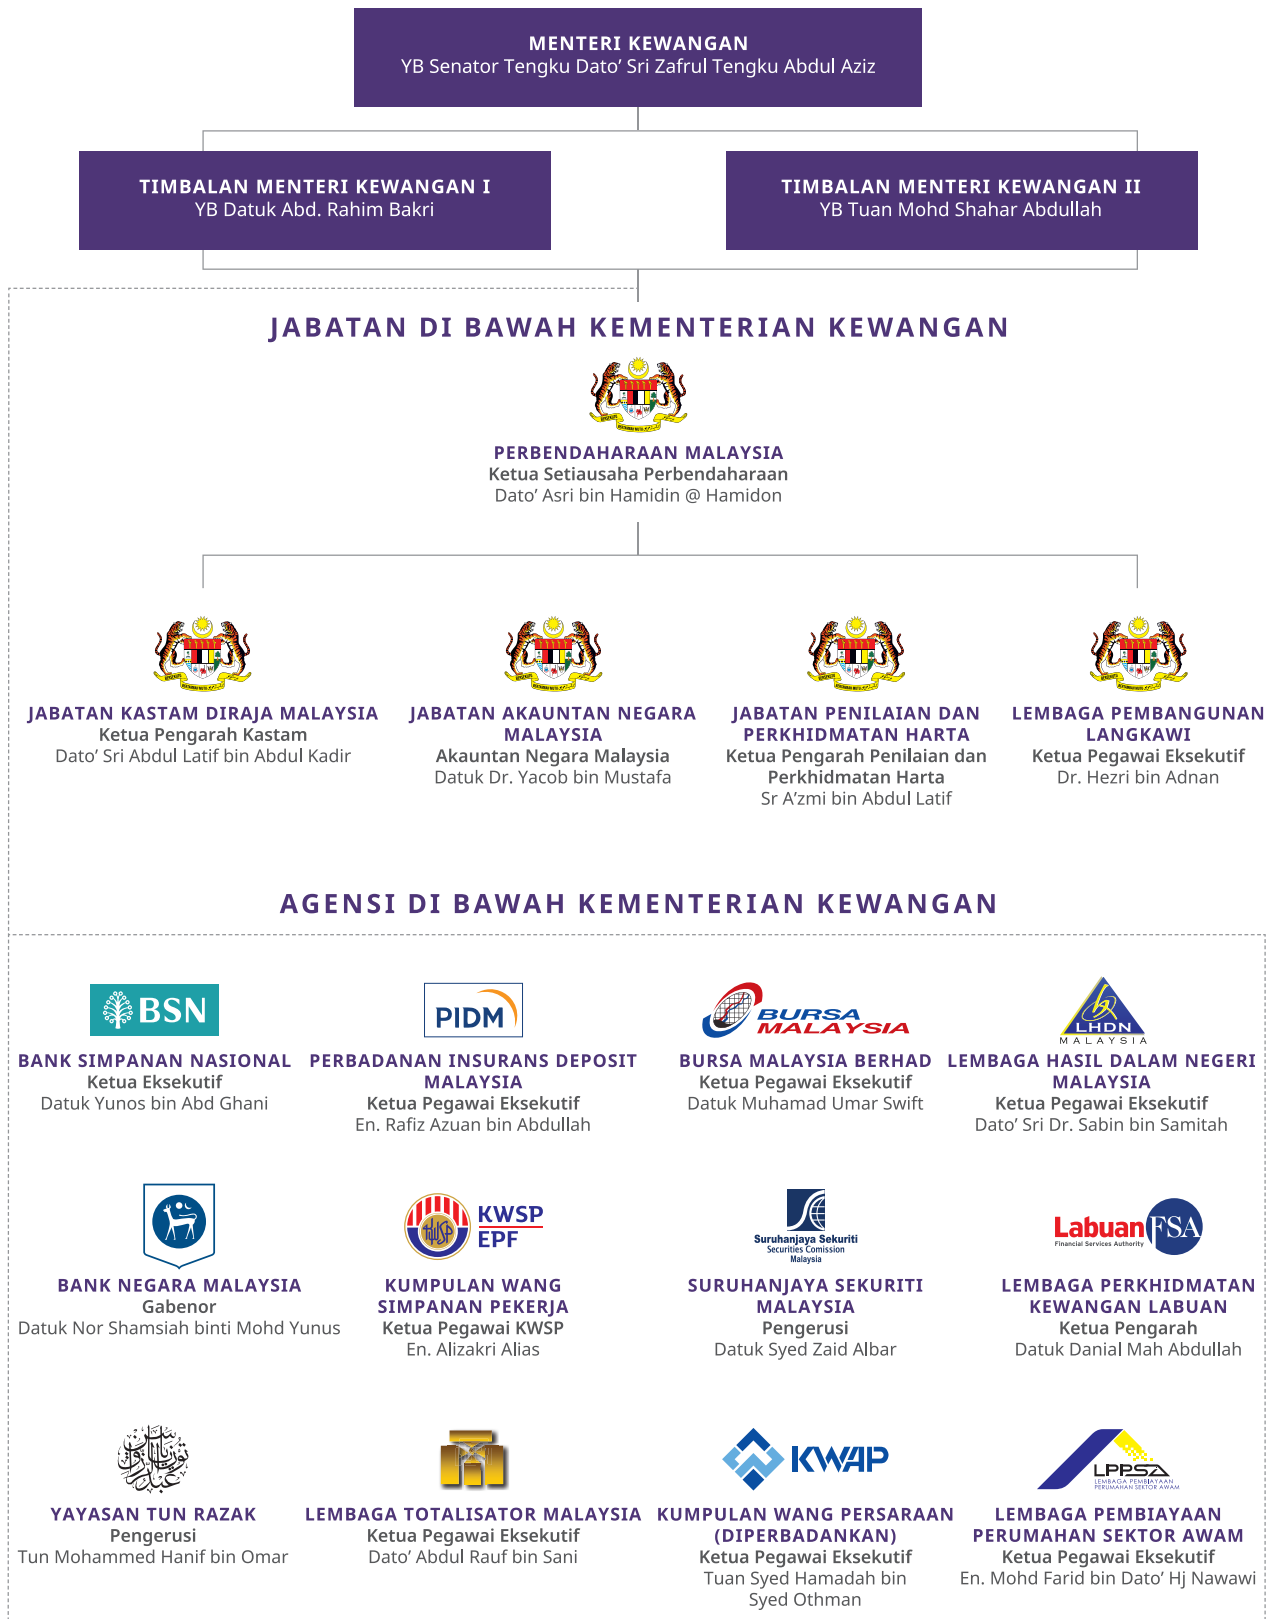 MENTERI KEWANGAN
YB Senator Tengku Dato’ Sri Zafrul Tengku Abdul Aziz
TIMBALAN MENTERI KEWANGAN I
YB Datuk Abd. Rahim Bakri
TIMBALAN MENTERI KEWANGAN II
YB Tuan Mohd Shahar Abdullah
JABATAN DI BAWAH KEMENTERIAN KEWANGAN
PERBENDAHARAAN MALAYSIA
Ketua Setiausaha Perbendaharaan
Dato’ Asri bin Hamidin @ Hamidon
JABATAN KASTAM DIRAJA MALAYSIA
Ketua Pengarah Kastam
Dato’ Sri Abdul Latif bin Abdul Kadir
JABATAN AKAUNTAN NEGARA
MALAYSIA
Akauntan Negara Malaysia
Datuk Dr. Yacob bin Mustafa
JABATAN PENILAIAN DAN
PERKHIDMATAN HARTA
Ketua Pengarah Penilaian dan
Perkhidmatan Harta
Sr A’zmi bin Abdul Latif
LEMBAGA PEMBANGUNAN
LANGKAWI
Ketua Pegawai Eksekutif
Dr. Hezri bin Adnan
AGENSI DI BAWAH KEMENTERIAN KEWANGAN
BSN
BANK SIMPANAN NASIONAL
Ketua Eksekutif
Datuk Yunos bin Abd Ghani
PIDM
PERBADANAN INSURANS DEPOSIT
MALAYSIA
Ketua Pegawai Eksekutif
En. Rafiz Azuan bin Abdullah
BURSA
MALAYSIA
BURSA MALAYSIA BERHAD
Ketua Pegawai Eksekutif
Datuk Muhamad Umar Swift
LHDN
MALAYSIA
LEMBAGA HASIL DALAM NEGERI
MALAYSIA
Ketua Pegawai Eksekutif
Dato’ Sri Dr. Sabin bin Samitah
BANK NEGARA MALAYSIA
Gabenor
Datuk Nor Shamsiah binti Mohd Yunus
KWSP
EPF
KUMPULAN WANG
SIMPANAN PEKERJA
Ketua Pegawai KWSP
En. Alizakri Alias
Suruhanjaya Sekuriti
Securities Comission
Malaysia
SURUHANJAYA SEKURITI
MALAYSIA
Pengerusi
Datuk Syed Zaid Albar
Labuan FSA
Financial Services Authority
LEMBAGA PERKHIDMATAN
KEWANGAN LABUAN
Ketua Pengarah
Datuk Danial Mah Abdullah
YAYASAN TUN RAZAK
Pengerusi
Tun Mohammed Hanif bin Omar
LEMBAGA TOTALISATOR MALAYSIA
Ketua Pegawai Eksekutif
Dato’ Abdul Rauf bin Sani
KWAP
KUMPULAN WANG PERSARAAN
(DIPERBADANKAN)
Ketua Pegawai Eksekutif
Tuan Syed Hamadah bin
Syed Othman
LPPSA
LEMBAGA PEMBIAYAAN
PERUMAHAN SEKTOR AWAM
LEMBAGA PEMBIAYAAN
PERUMAHAN SEKTOR AWAM
Ketua Pegawai Eksekutif
En. Mohd Farid bin Dato’ Hj Nawawi